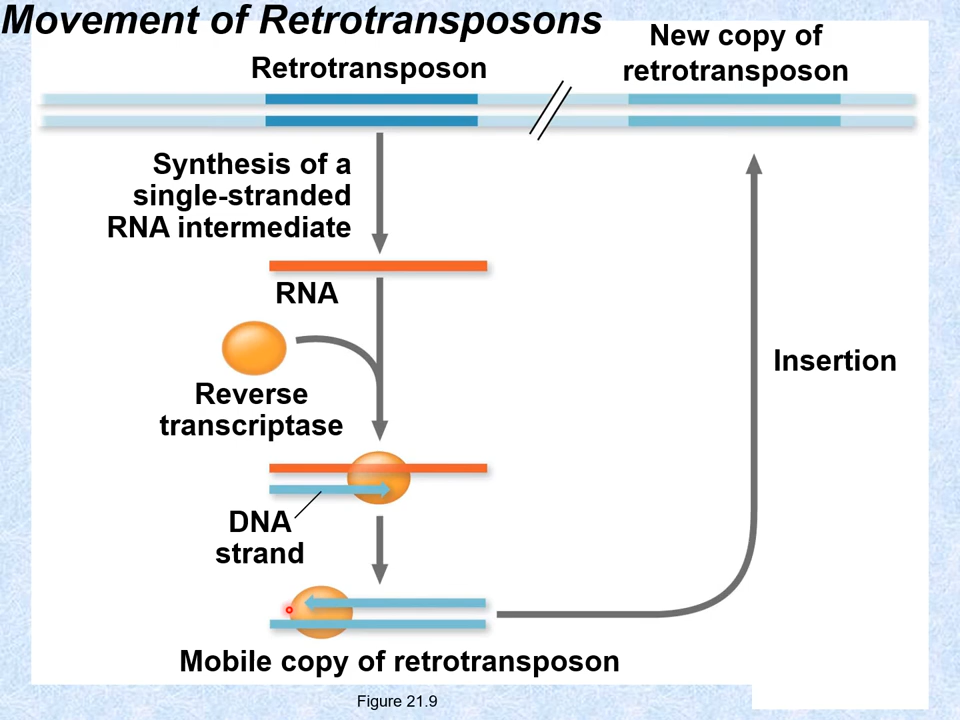 Movement of Retrotransposons
New copy of
retrotransposon
Retrotransposon
Synthesis of a
single-stranded
RNA intermediate
RNA
Insertion
Reverse
transcriptase
DNA
strand
Mobile copy of retrotransposon
Figure 21.9